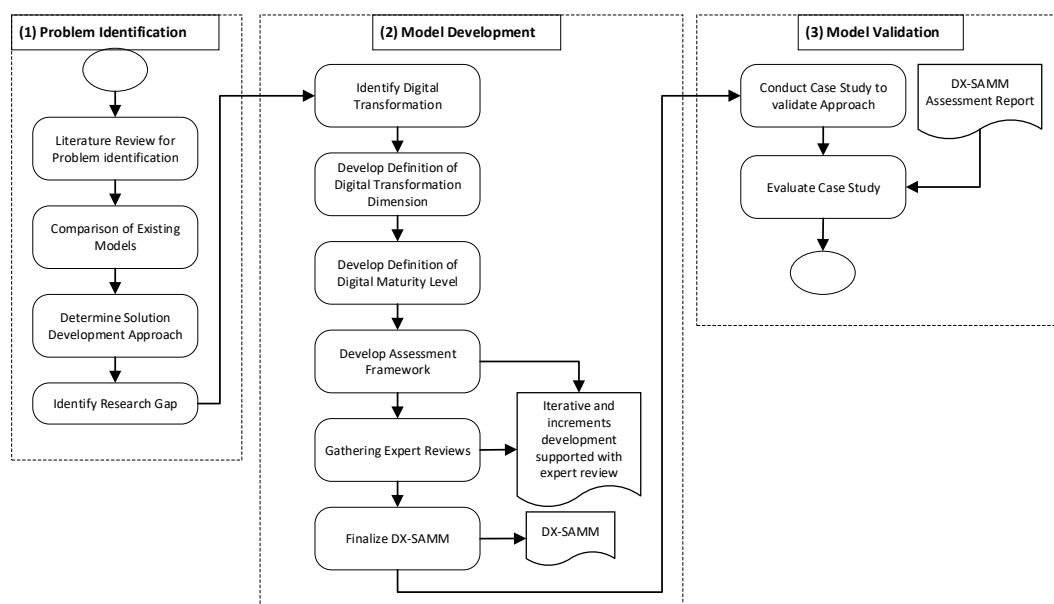 (1) Problem Identification
Literature Review for
Problem identification
Comparison of Existing
Models
Determine Solution
Development Approach
Identify Research Gap
(2) Model Development
Identify Digital
Transformation
Develop Definition of
Digital Transformation
Dimension
Develop Definition of
Digital Maturity Level
Develop Assessment
Framework
Iterative and
increments
development
supported with
expert review
Gathering Expert Reviews
Finalize DX-SAMM
DX-SAMM
(3) Model Validation
Conduct Case Study to
validate Approach
DX-SAMM
Assessment Report
Evaluate Case Study